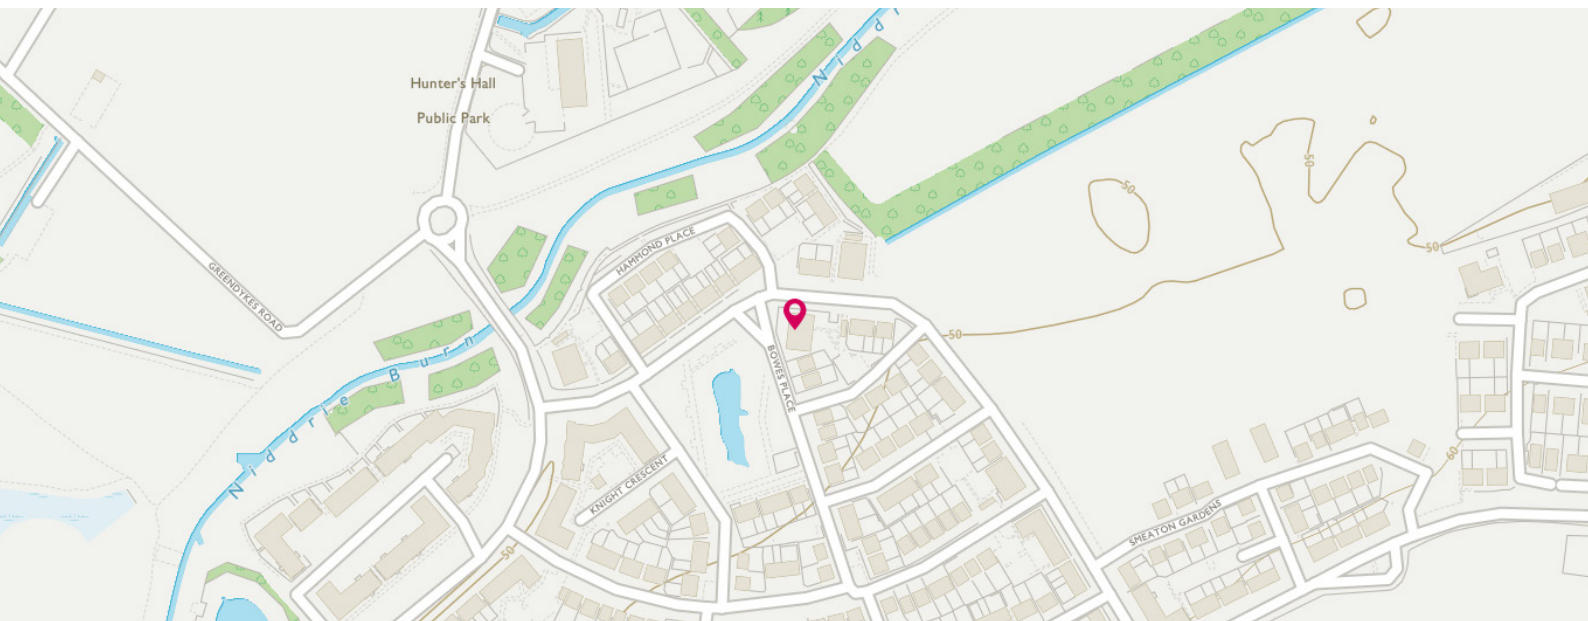 Hunter's Hall
Public Park
Nidd
50
50
HAMMOND PLACE
50
GREENDYKES ROAD
50
BOWES PLACE
Niddrie Burn
KNIGHT CRESCENT
60
SMEATON GARDENS
50